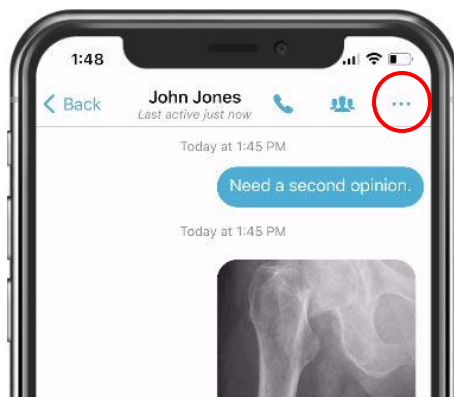 1:48
Back
John Jones
Last active just now
Today at 1:45 PM
Need a second opinion.
Today at 1:45 PM